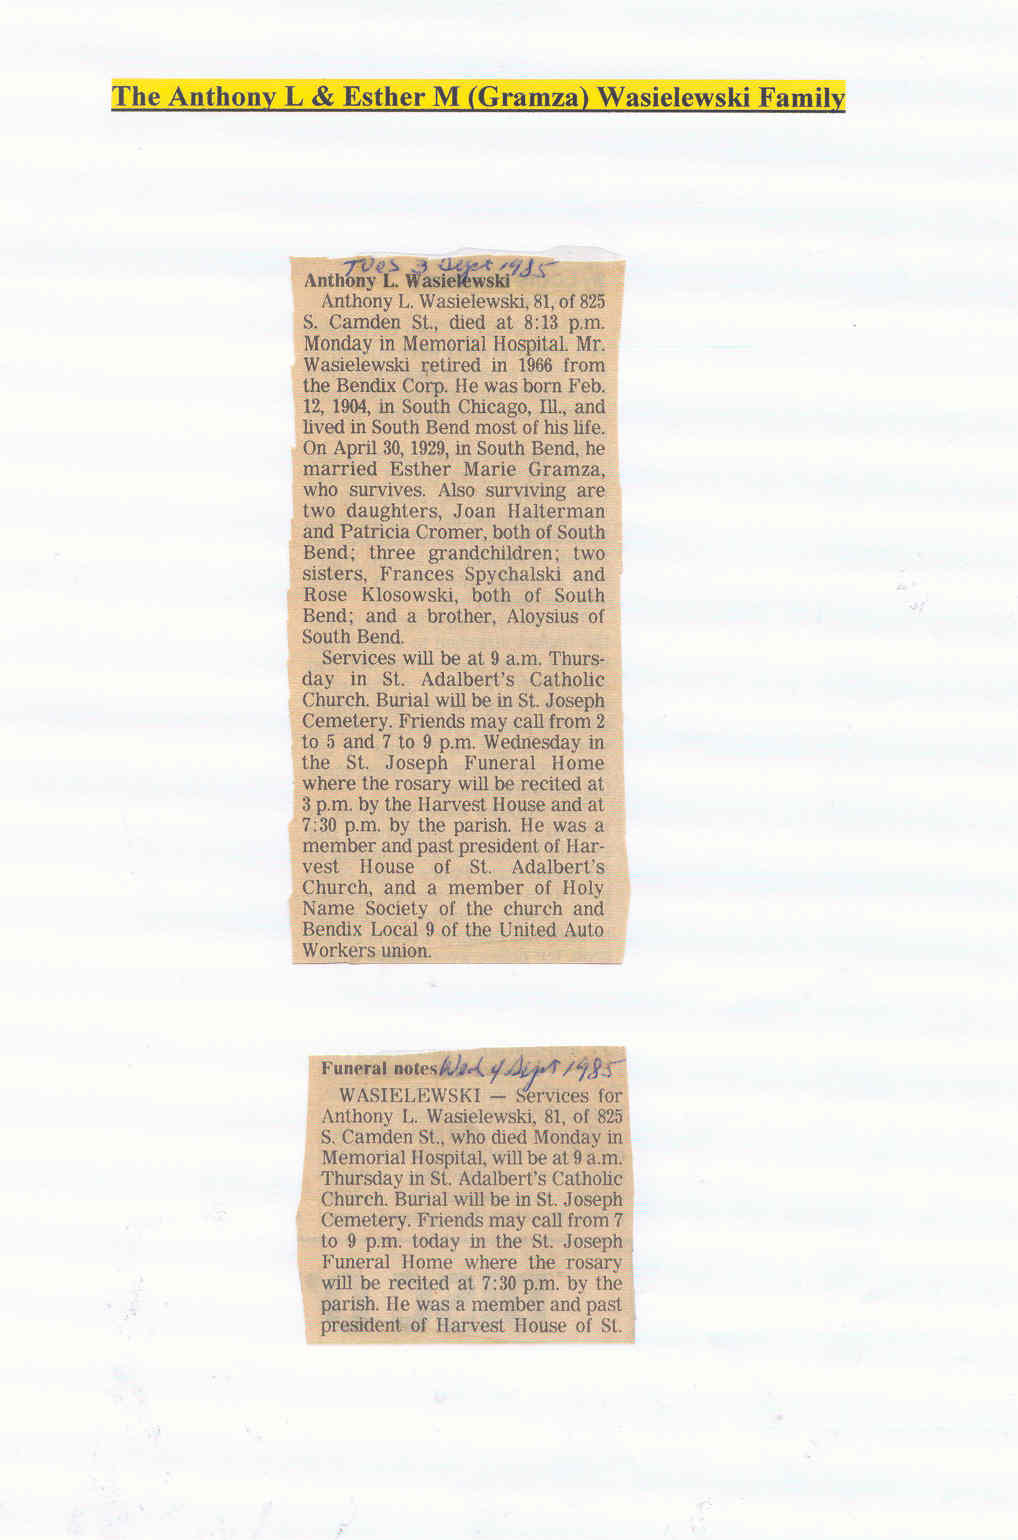 The Anthony L & Esther M (Gramza) Wasielewski Family
Tues 3 Sept 1985
Anthony L. Wasielewski
Anthony L. Wasielewski, 81, of 825
S. Camden St., died at 8:13 p.m.
Monday in Memorial Hospital. Mr.
Wasielewski retired in 1966 from
the Bendix Corp. He was born Feb.
12, 1904, in South Chicago, Ill., and
lived in South Bend most of his life.
On April 30, 1929, in South Bend, he
married Esther Marie Gramza,
who survives. Also surviving are
two daughters, Joan Halterman
and Patricia Cromer, both of South
Bend; three grandchildren; two
sisters, Frances Spychalski and
Rose Klosowski, both of South
Bend; and a brother, Aloysius of
South Bend.
Services will be at 9 a.m. Thurs-
day in St. Adalbert's Catholic
Church. Burial will be in St. Joseph
Cemetery. Friends may call from 2
to 5 and 7 to 9 p.m. Wednesday in
the St. Joseph Funeral Home
where the rosary will be recited at
3 p.m. by the Harvest House and at
7:30 p.m. by the parish. He was a
member and past president of Har-
vest House of St. Adalbert's
Church, and a member of Holy
Name Society of the church and
Bendix Local 9 of the United Auto
Workers union.
Funeral notes Wed 4 Sept 1985
WASIELEWSKI — Services for
Anthony L. Wasielewski, 81, of 825
S. Camden St., who died Monday in
Memorial Hospital, will be at 9 a.m.
Thursday in St. Adalbert's Catholic
Church. Burial will be in St. Joseph
Cemetery. Friends may call from 7
to 9 p.m. today in the St. Joseph
Funeral Home where the rosary
will be recited at 7:30 p.m. by the
parish. He was a member and past
president of Harvest House of St.